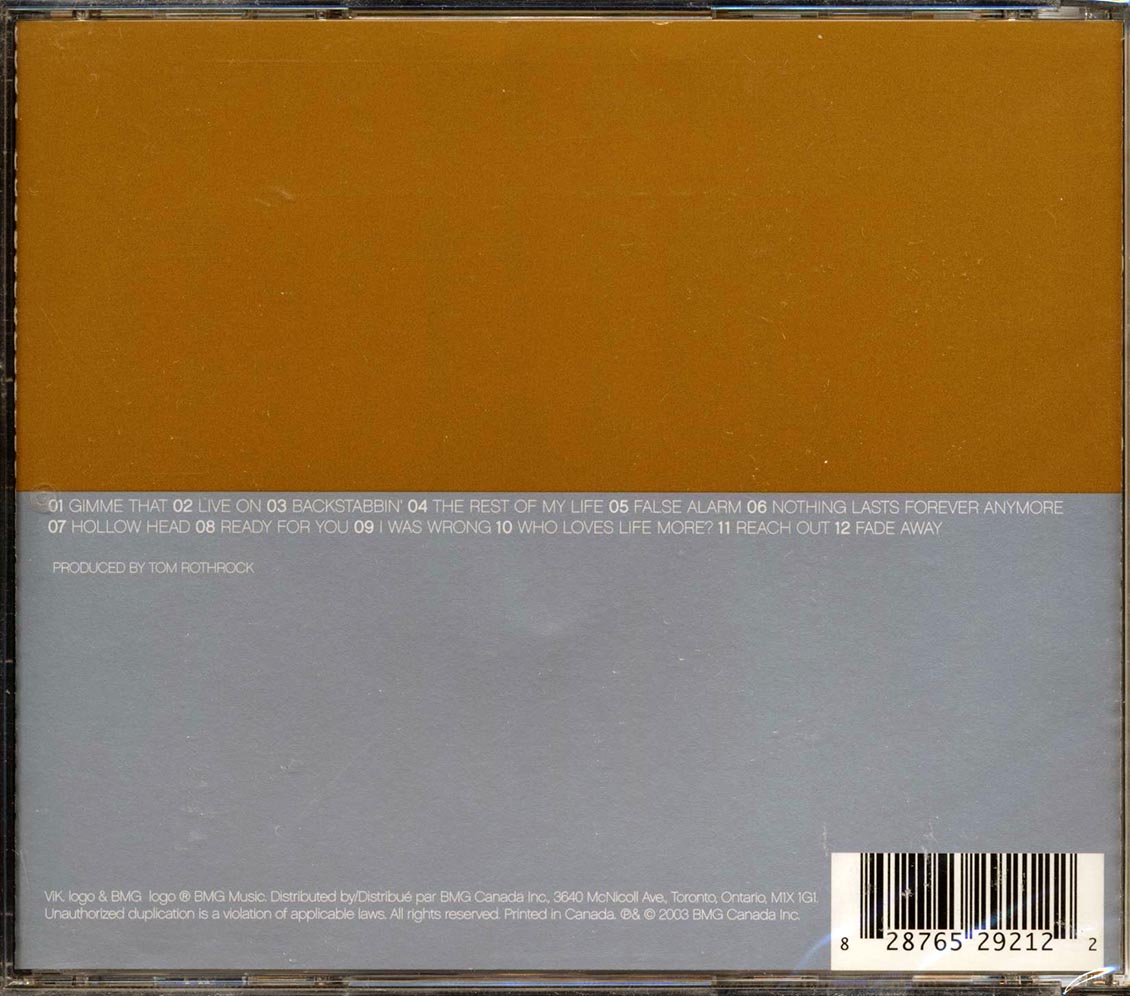 01 GIMME THAT 02 LIVE ON 03 BACKSTABBIN' 04 THE REST OF MY LIFE 05 FALSE ALARM 06 NOTHING LASTS FOREVER ANYMORE
07 HOLLOW HEAD 08 READY FOR YOU 09 I WAS WRONG 10 WHO LOVES LIFE MORE? 11 REACH OUT 12 FADE AWAY
PRODUCED BY TOM ROTHROCK
ViK. logo & BMG logo ® BMG Music. Distributed by/Distribué par BMG Canada Inc., 3640 McNicoll Ave., Toronto, Ontario, M1X 1G1.
Unauthorized duplication is a violation of applicable laws. All rights reserved. Printed in Canada. ℗& © 2003 BMG Canada Inc.
8 28765 29212 2